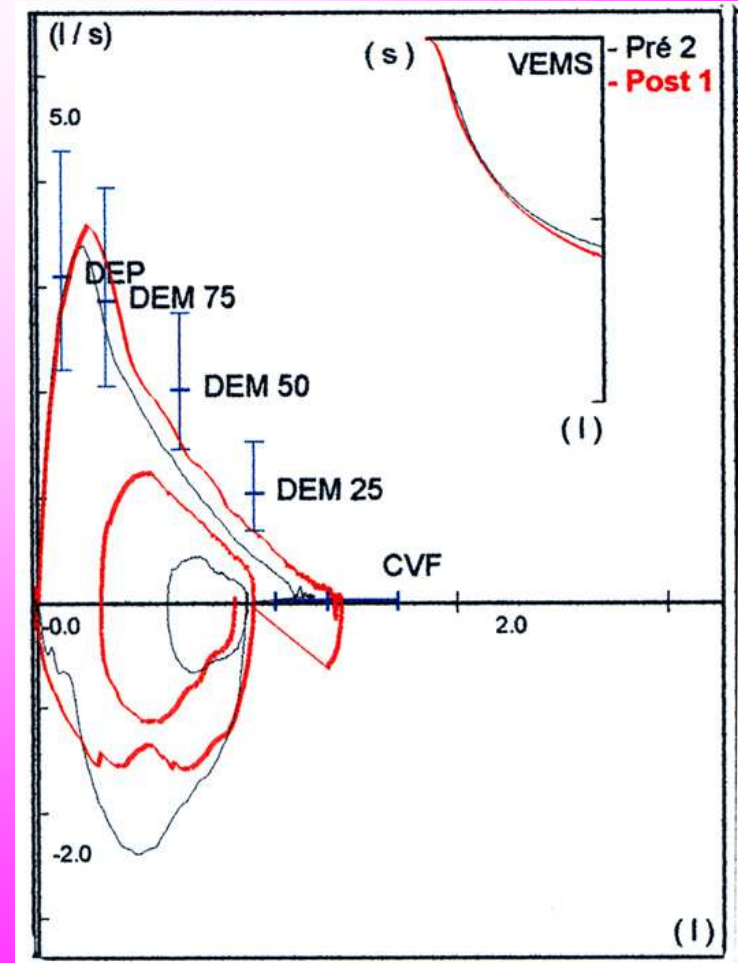 (l / s)
5.0
(s)
VEMS
- Pré 2
- Post 1
DEP
DEM 75
DEM 50
DEM 25
(l)
CVF
-0.0
2.0
-2.0
(l)